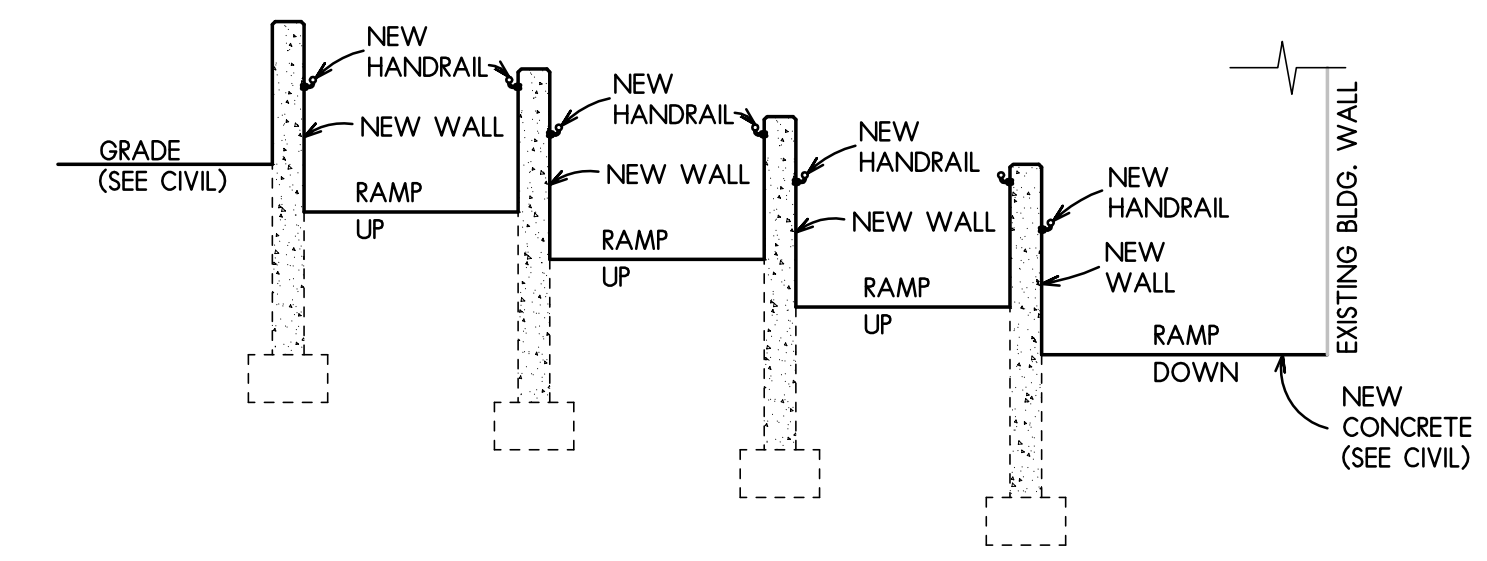 NEW
HANDRAIL
NEW WALL
GRADE
(SEE CIVIL)
RAMP
UP
NEW
HANDRAIL
NEW WALL
RAMP
UP
NEW
HANDRAIL
NEW WALL
RAMP
UP
NEW
HANDRAIL
NEW
WALL
RAMP
DOWN
EXISTING BLDG. WALL
NEW
CONCRETE
(SEE CIVIL)